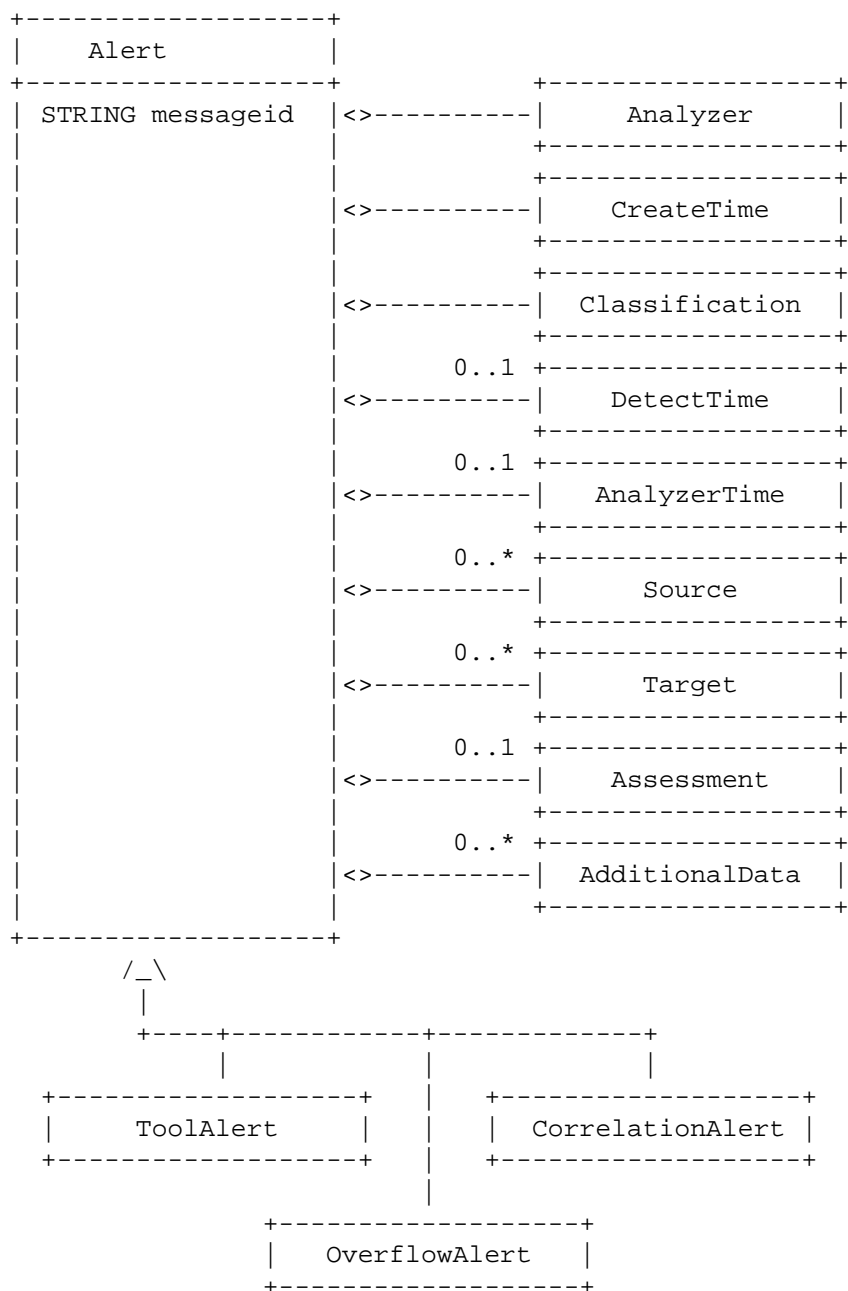 Alert
STRING messageid |<>----------| Analyzer
|<>----------| CreateTime
|<>----------| Classification
0..1
|<>----------| DetectTime
0..1
|<>----------| AnalyzerTime
0..*
|<>----------| Source
0..*
|<>----------| Target
0..1
|<>----------| Assessment
0..*
|<>----------| AdditionalData
/_\
ToolAlert | CorrelationAlert
OverflowAlert